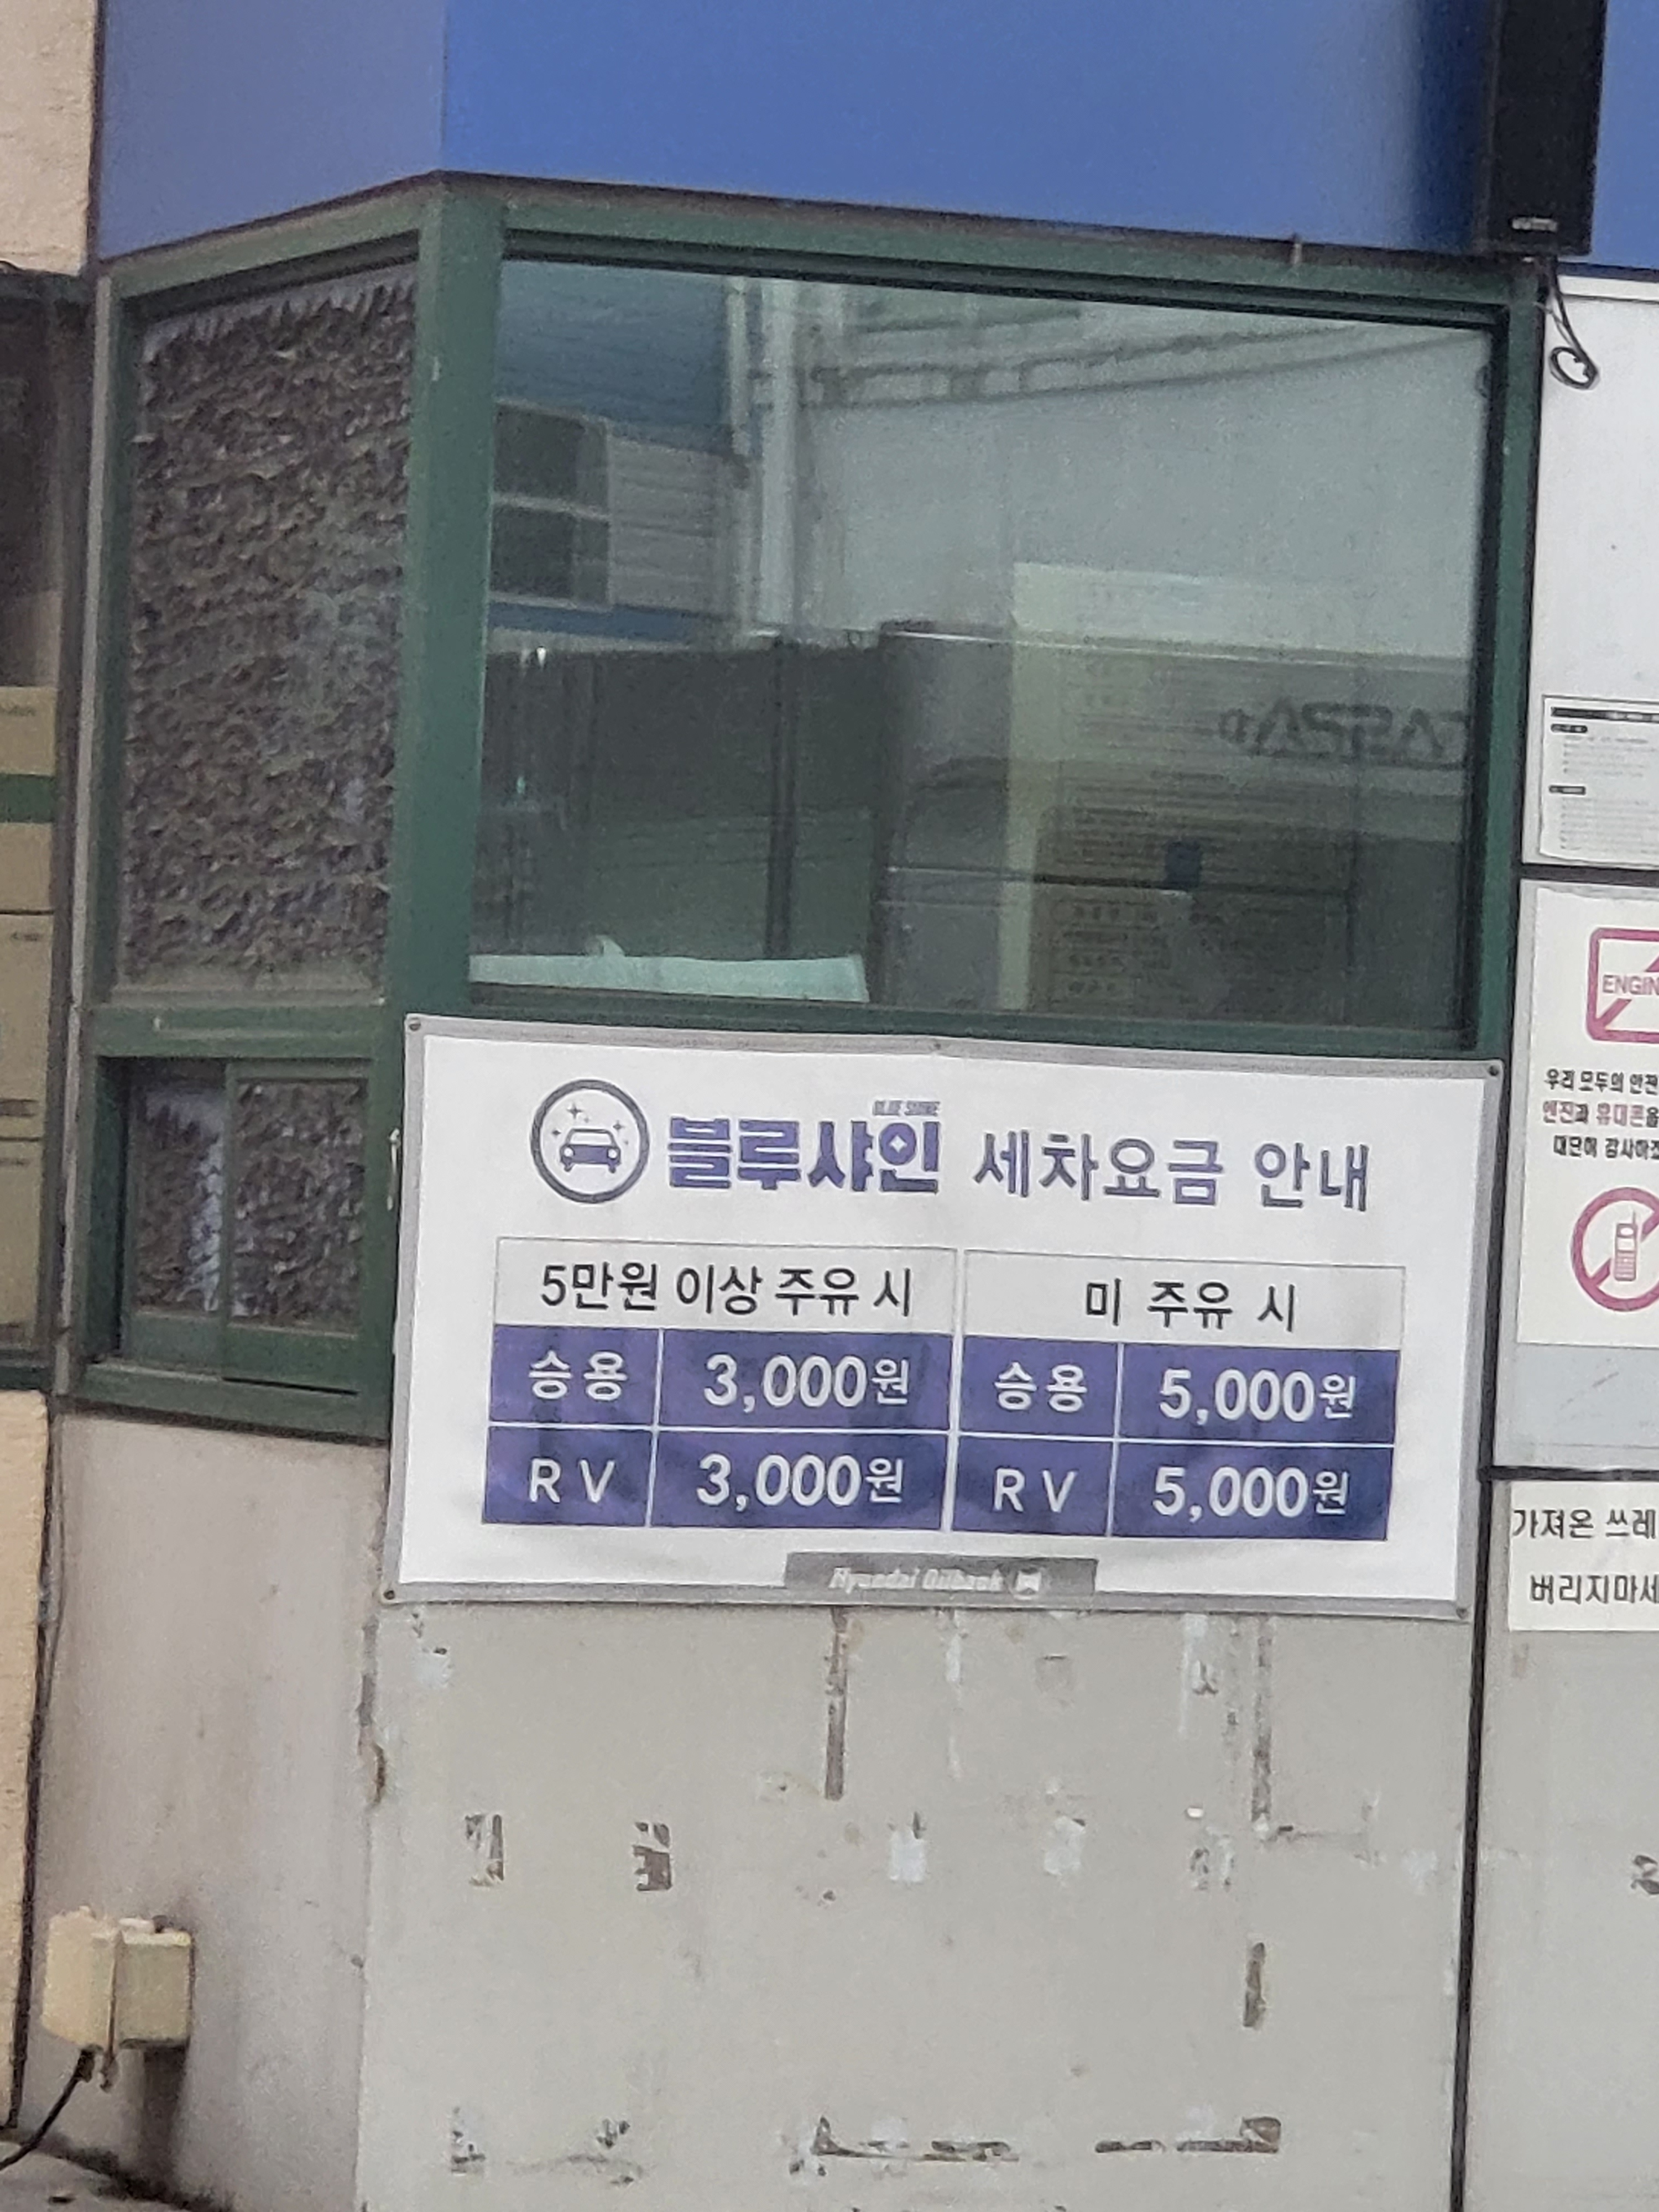 BLUE SHINE
블루샤인 세차요금 안내
5만원 이상 주유 시
미 주유 시
승용 3,000원 승용 5,000원
RV 3,000원 RV 5,000원
Hyundai Oilbank
ENGIN
우리 모두의 안전
엔진과 휴대폰을
대단히 감사하겠
가져온 쓰레
버리지마세